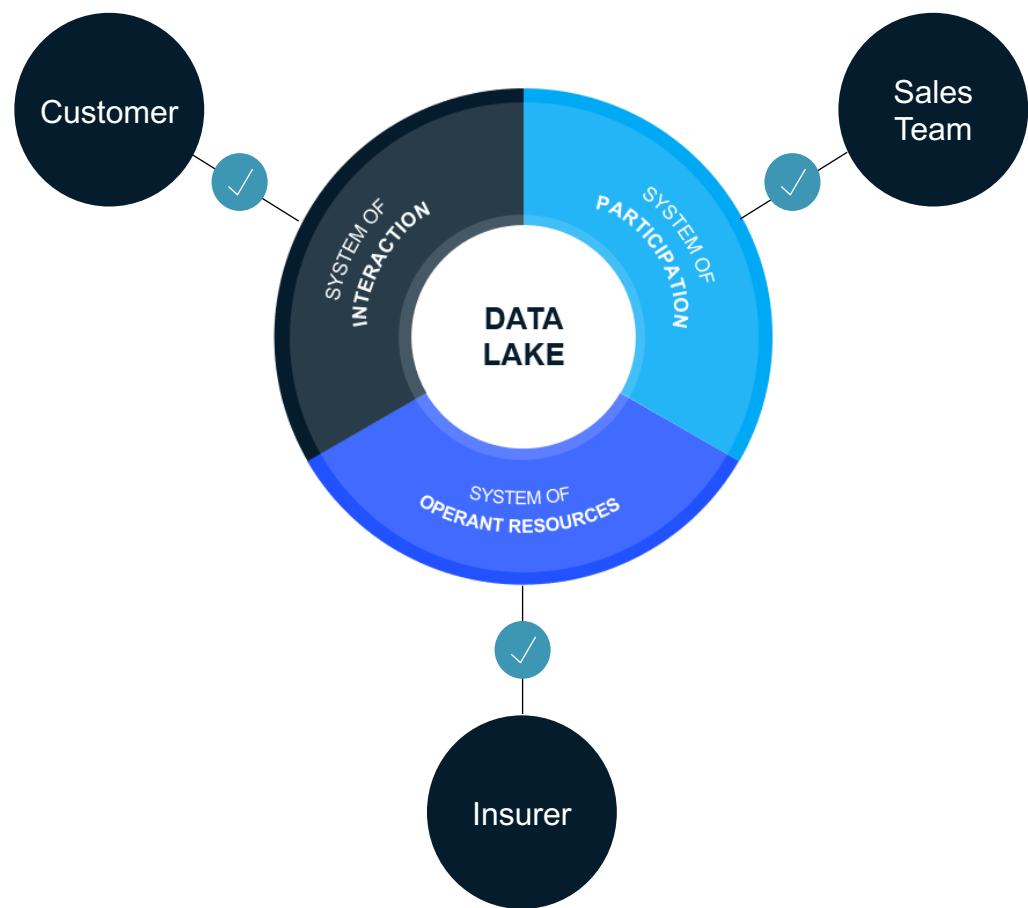 Customer
Sales
Team
SYSTEM OF
INTERACTION
SYSTEM OF
PARTICIPATION
DATA
LAKE
SYSTEM OF
OPERANT RESOURCES
Insurer